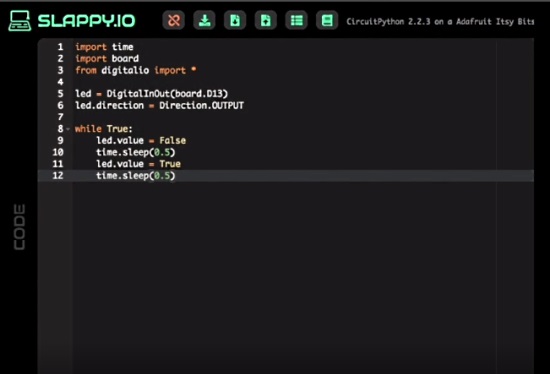 SLAPPY.IO
CircuitPython 2.2.3 on a Adafruit Itsy Bits
1 import time
2 import board
3 from digitalio import *
4
5 led = DigitalInOut(board.D13)
6 led.direction = Direction.OUTPUT
7
8 while True:
9 led.value = False
10 time.sleep(0.5)
11 led.value = True
12 time.sleep(0.5)
CODE